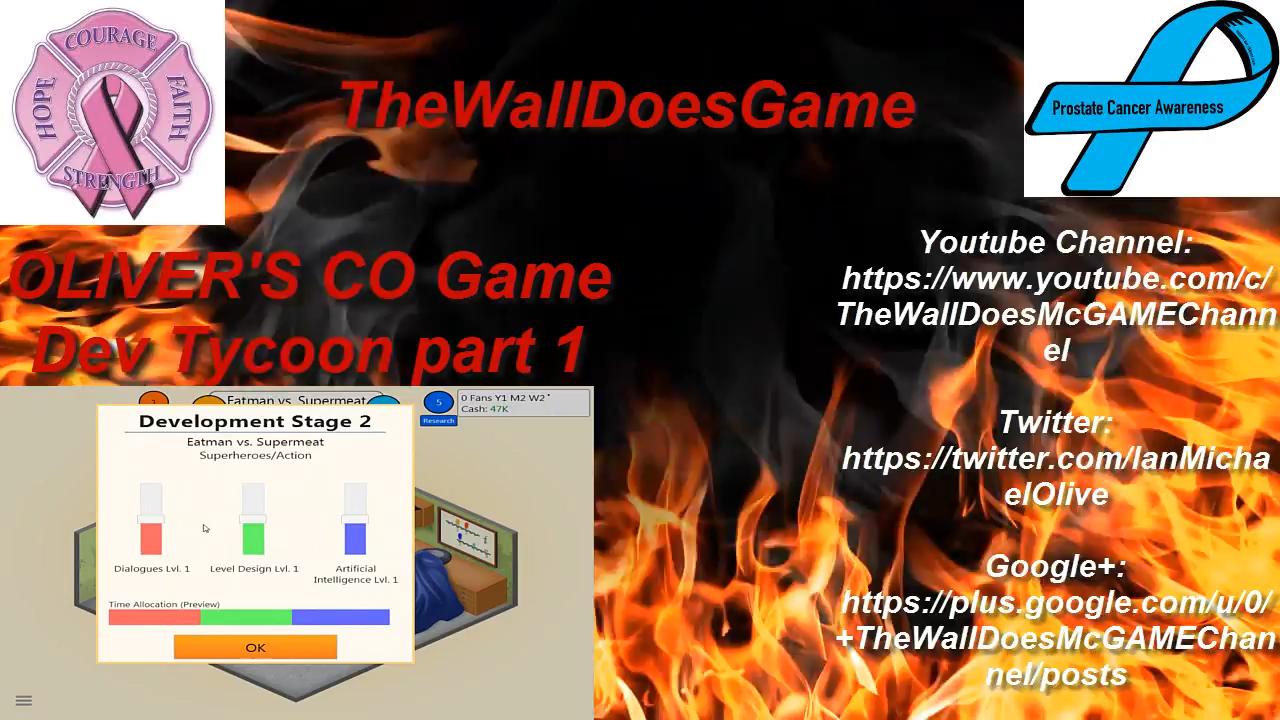 COURAGE
HOPE
FAITH
STRENGTH
TheWallDoesGame
Prostate Cancer Awareness
OLIVER'S CO Game
Dev Tycoon part 1
Youtube Channel:
https://www.youtube.com/c/
TheWallDoesMcGAMEChann
el
Twitter:
https://twitter.com/IanMicha
elOlive
Google+:
https://plus.google.com/u/0/
+TheWallDoesMcGAMEChan
nel/posts
Eatman vs. Supermeat
5
Research
0 Fans Y1 M2 W2
Cash: 47K
Development Stage 2
Eatman vs. Supermeat
Superheroes/Action
Dialogues Lvl. 1
Level Design Lvl. 1
Artificial
Intelligence Lvl. 1
Time Allocation (Preview)
OK